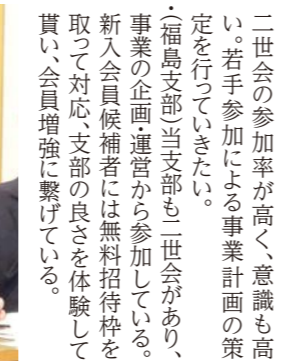 二世会の参加率が高く、意識も高
い。若手参加による事業計画の策
定を行っていきたい。
・（福島支部）当支部も二世会があり、
事業の企画・運営から参加している。
新入会員候補者には無料招待枠を
取って対応、支部の良さを体験して
貰い、会員増強に繋げている。